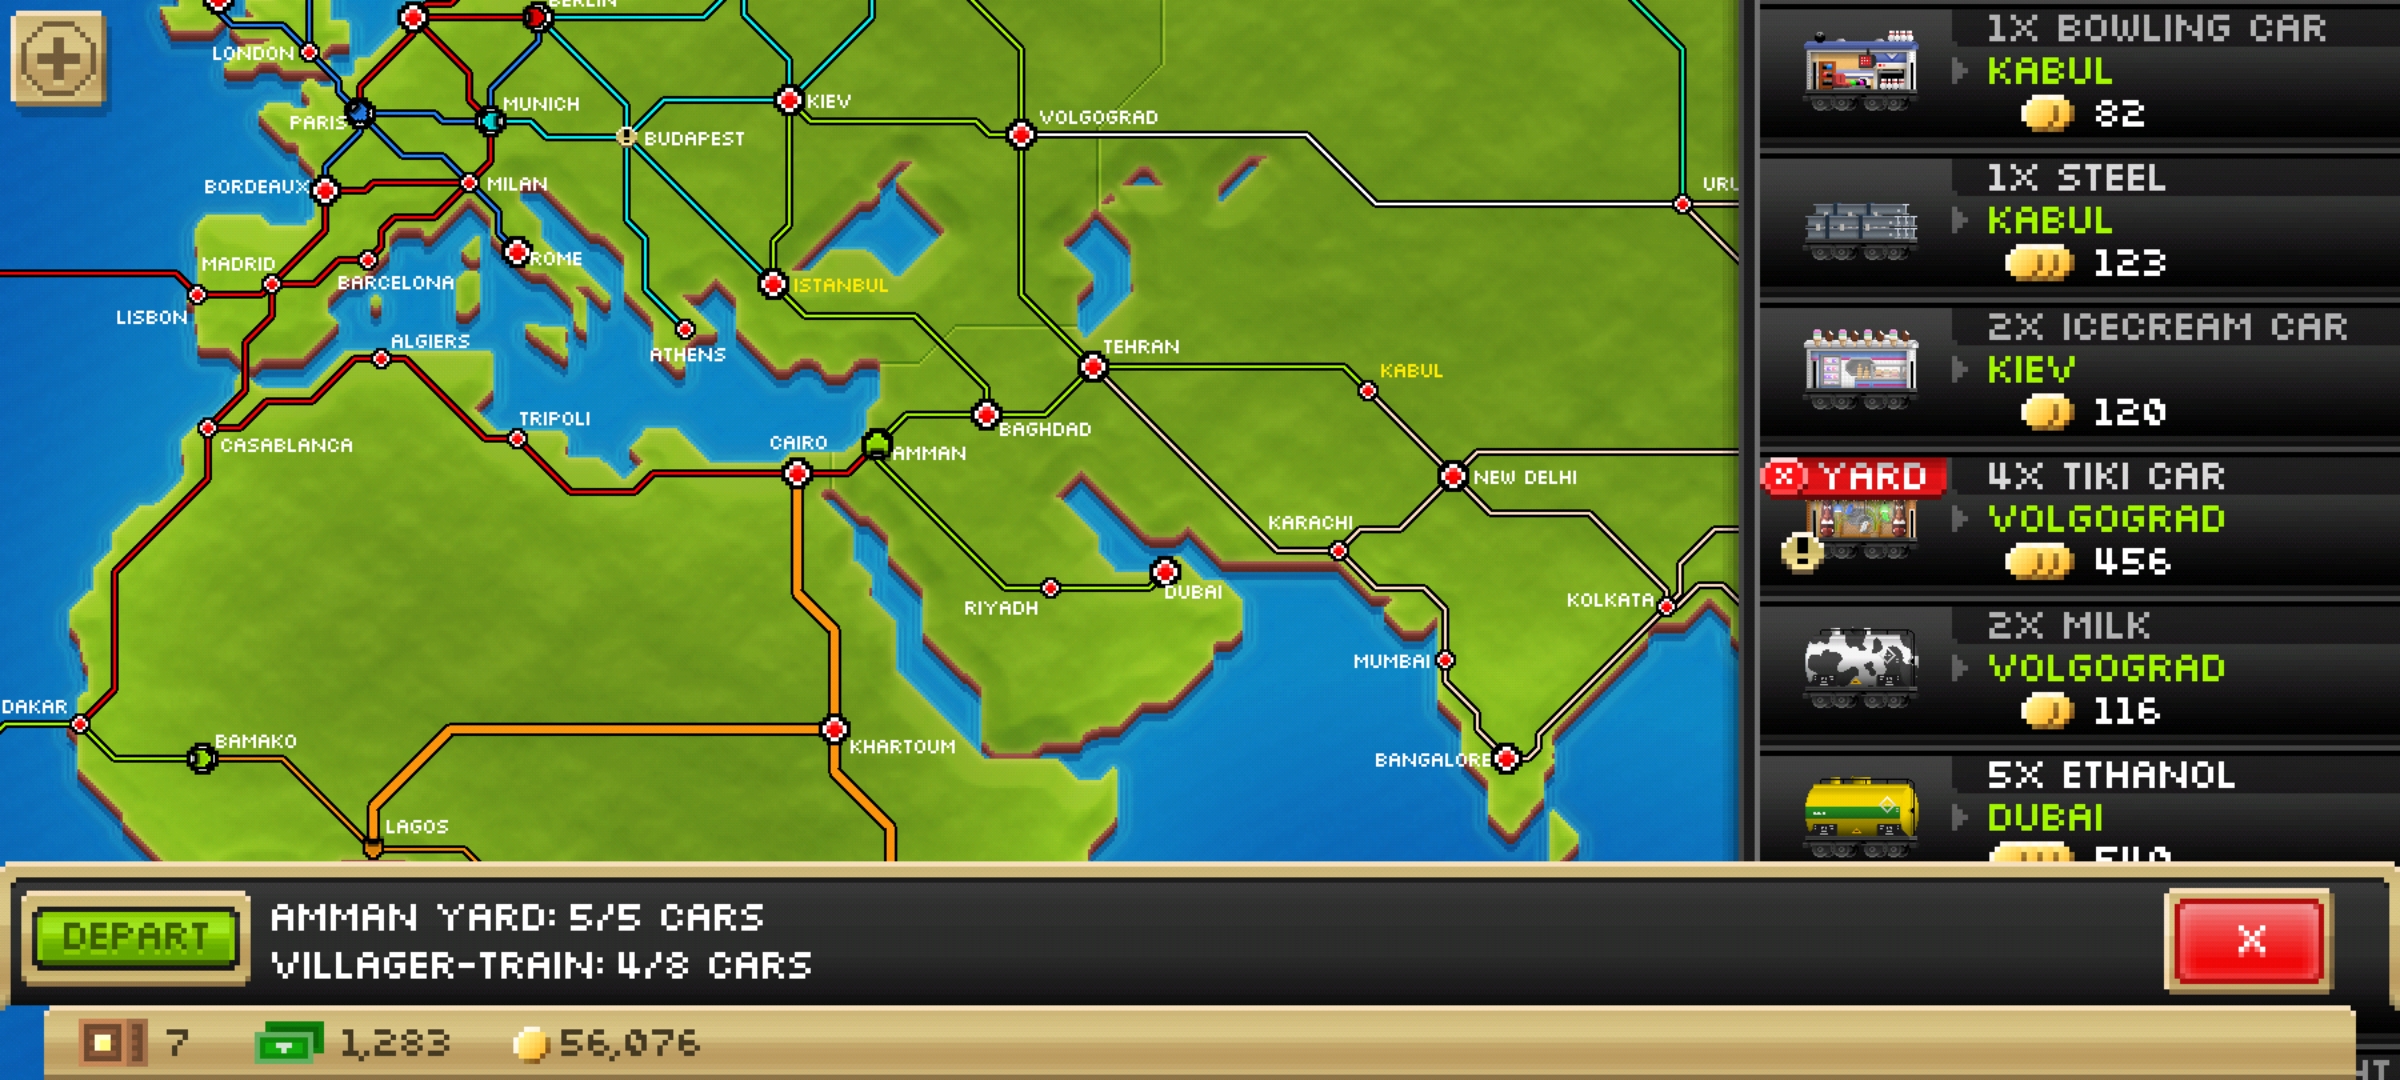 BERLIN
LONDON
PARIS
MUNICH
KIEV
BUDAPEST
VOLGOGRAD
BORDEAUX
MILAN
ROME
MADRID
BARCELONA
LISBON
ISTANBUL
ATHENS
ALGIERS
TEHRAN
KABUL
TRIPOLI
CASABLANCA
CAIRO
BAGHDAD
AMMAN
NEW DELHI
KARACHI
RIYADH
DUBAI
KOLKATA
MUMBAI
DAKAR
BAMAKO
KHARTOUM
BANGALORE
LAGOS
1X BOWLING CAR
KABUL
82
1X STEEL
KABUL
123
2X ICECREAM CAR
KIEV
120
YARD
4X TIKI CAR
VOLGOGRAD
456
2X MILK
VOLGOGRAD
116
5X ETHANOL
DUBAI
540
DEPART
AMMAN YARD: 5/5 CARS
VILLAGER-TRAIN: 4/8 CARS
X
7
1,283
56,076